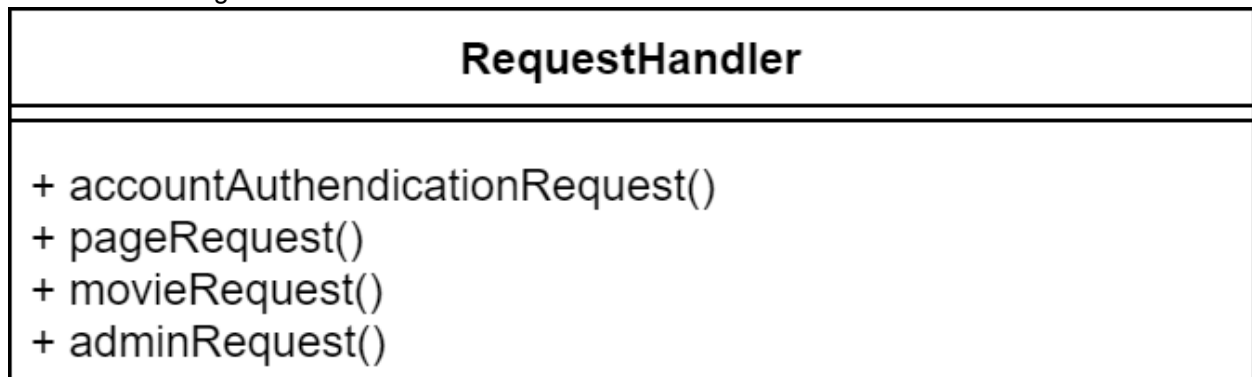 RequestHandler
+ accountAuthendicationRequest()
+ pageRequest()
+ movieRequest()
+ adminRequest()